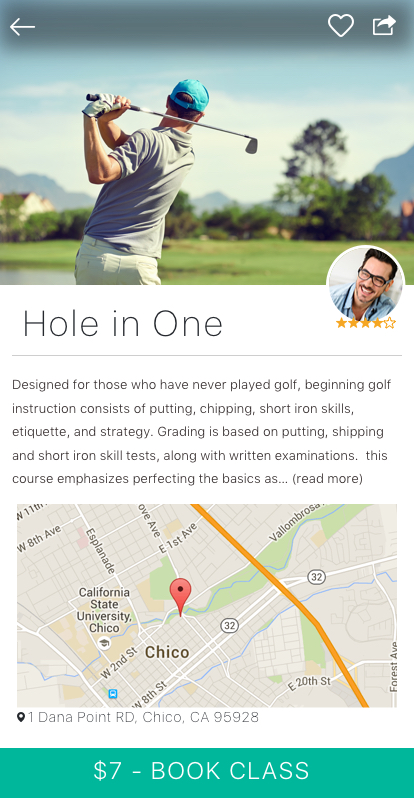 Hole in One
Designed for those who have never played golf, beginning golf
instruction consists of putting, chipping, short iron skills,
etiquette, and strategy. Grading is based on putting, shipping
and short iron skill tests, along with written examinations.  this
course emphasizes perfecting the basics as... (read more)
W 11th
W 8th Ave
Esplanade
ove Ave
E 1st Ave
Vallombrosa
California
State
University,
Chico
32
32
Chico
W 2nd St
W 8th St
E 20th St
Forest Ave
1 Dana Point RD, Chico, CA 95928
$7 - BOOK CLASS